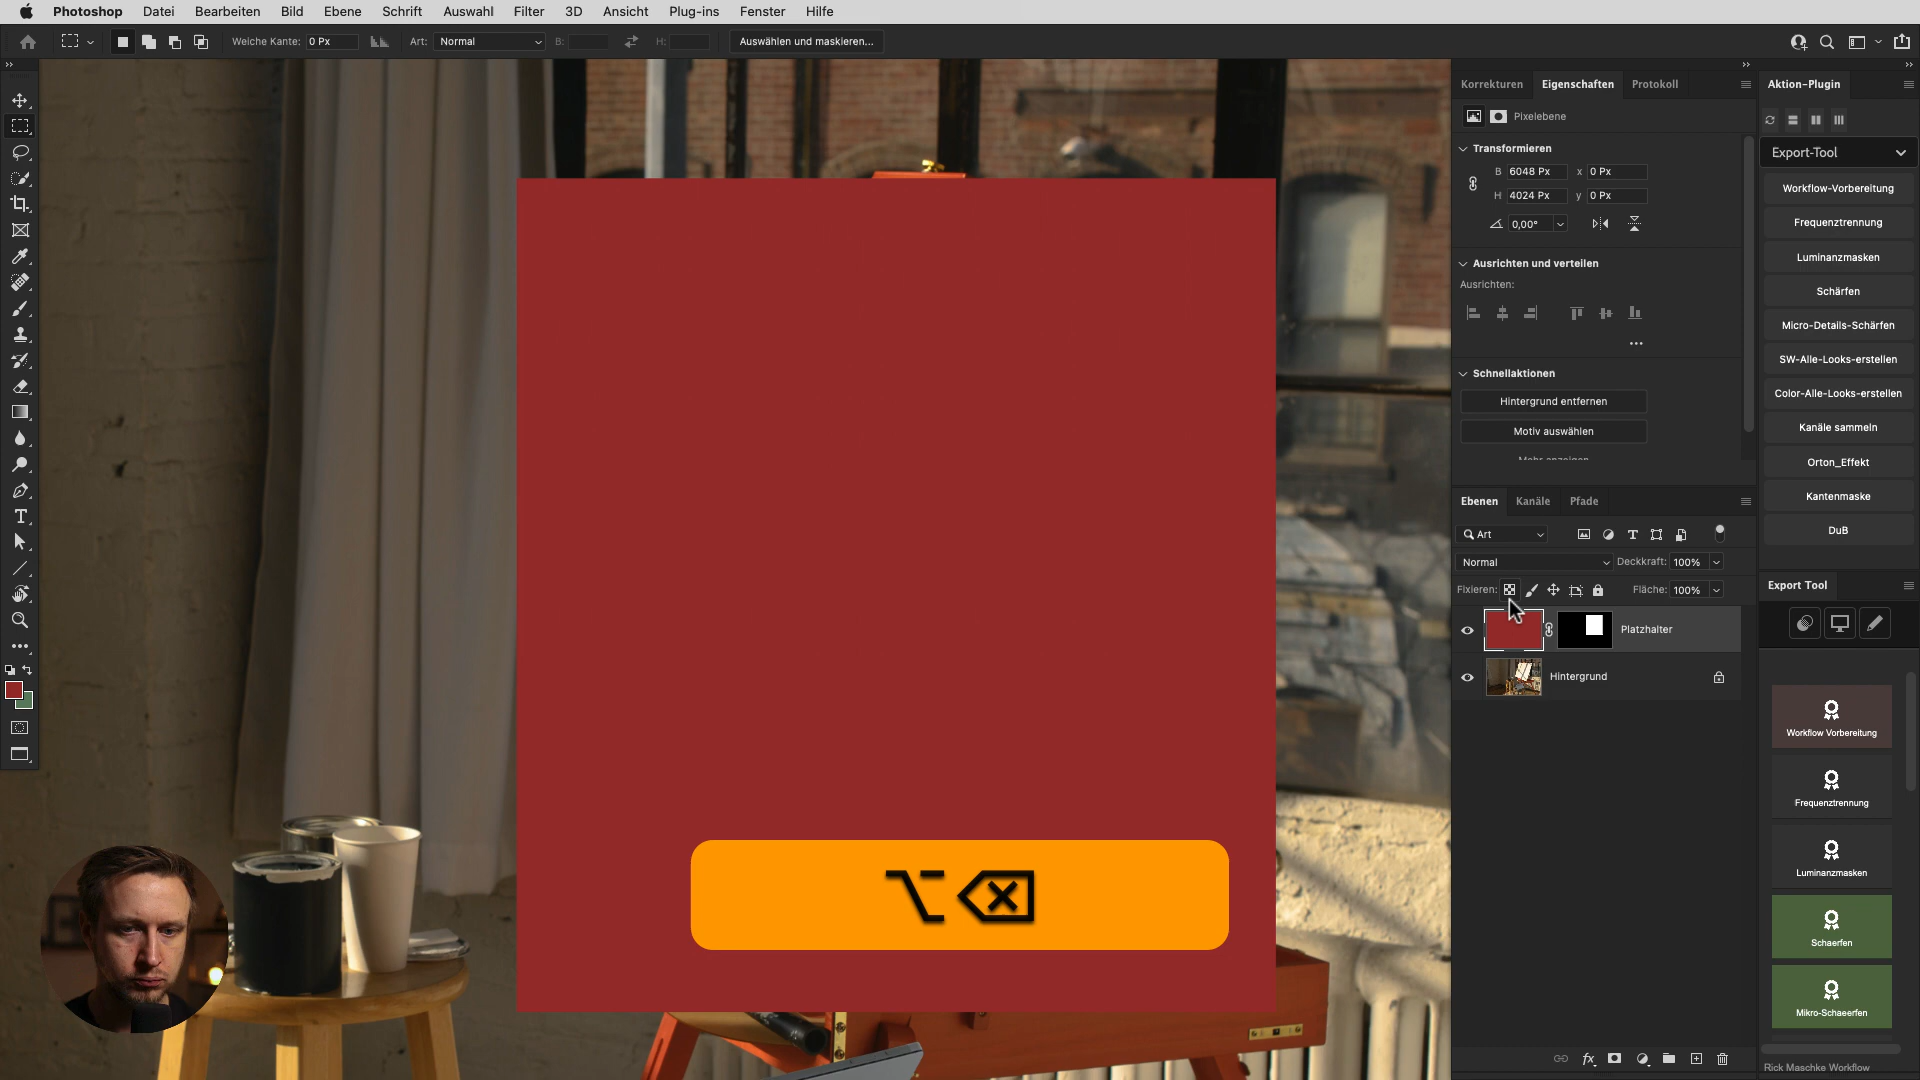 Photoshop Datei Bearbeiten Bild Ebene Schrift Auswahl Filter 3D Ansicht Plug-ins Fenster Hilfe
Weiche Kante: 0 Px Art: Normal B: H: Auswählen und maskieren...
Korrekturen Eigenschaften Protokoll
Pixelebene
Transformieren
B 6048 Px x 0 Px
H 4024 Px y 0 Px
0,00°
Ausrichten und verteilen
Ausrichten:
Schnellaktionen
Hintergrund entfernen
Motiv auswählen
Mehr anzeigen
Ebenen Kanäle Pfade
Art
Normal Deckkraft: 100%
Fixieren: Fläche: 100%
Platzhalter
Hintergrund
Aktion-Plugin
Export-Tool
Workflow-Vorbereitung
Frequenztrennung
Luminanzmasken
Schärfen
Micro-Details-Schärfen
SW-Alle-Looks-erstellen
Color-Alle-Looks-erstellen
Kanäle sammeln
Orton_Effekt
Kantenmaske
DuB
Export Tool
Workflow Vorbereitung
Frequenztrennung
Luminanzmasken
Schaerfen
Mikro-Schaeerfen
Rick Maschke Workflow